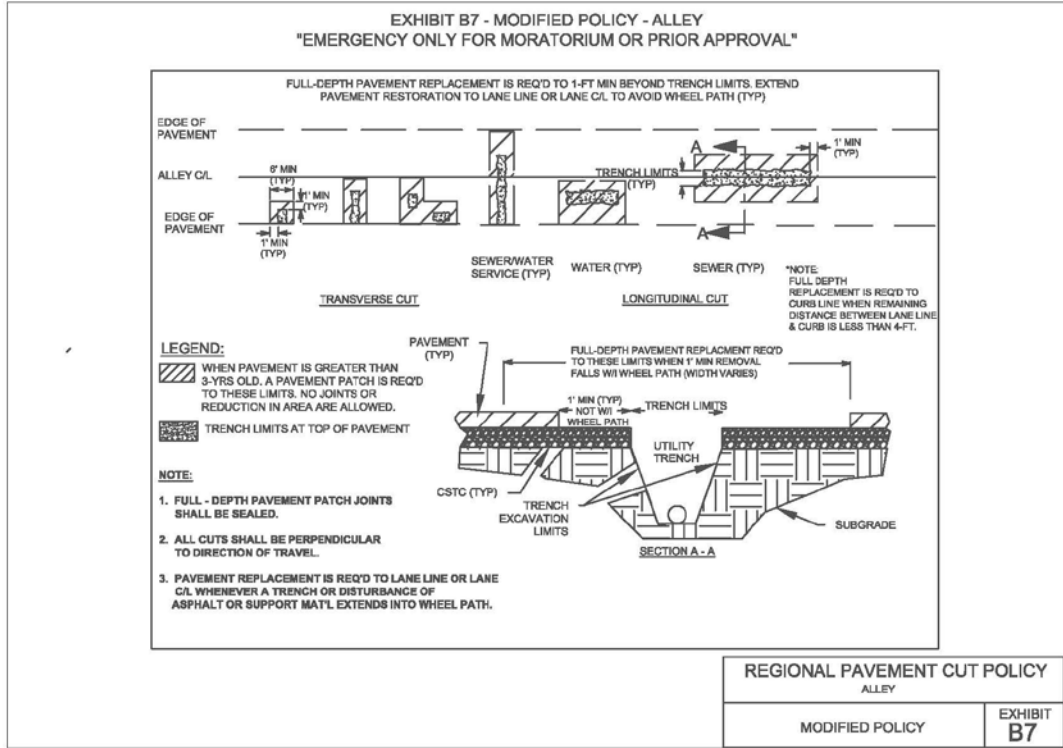 EXHIBIT B7 - MODIFIED POLICY - ALLEY
"EMERGENCY ONLY FOR MORATORIUM OR PRIOR APPROVAL"
FULL-DEPTH PAVEMENT REPLACEMENT IS REQ'D TO 1-FT MIN BEYOND TRENCH LIMITS. EXTEND
PAVEMENT RESTORATION TO LANE LINE OR LANE C/L TO AVOID WHEEL PATH (TYP)
EDGE OF
PAVEMENT
ALLEY C/L
EDGE OF
PAVEMENT
6' MIN
(TYP)
1' MIN
(TYP)
1' MIN
(TYP)
A
TRENCH LIMITS
(TYP)
A
1' MIN
(TYP)
SEWER/WATER
SERVICE (TYP)
WATER (TYP)
SEWER (TYP)
TRANSVERSE CUT
LONGITUDINAL CUT
*NOTE:
FULL DEPTH
REPLACEMENT IS REQ'D TO
CURB LINE WHEN REMAINING
DISTANCE BETWEEN LANE LINE
& CURB IS LESS THAN 4-FT.
LEGEND:
WHEN PAVEMENT IS GREATER THAN
3-YRS OLD. A PAVEMENT PATCH IS REQ'D
TO THESE LIMITS. NO JOINTS OR
REDUCTION IN AREA ARE ALLOWED.
TRENCH LIMITS AT TOP OF PAVEMENT
NOTE:
1. FULL - DEPTH PAVEMENT PATCH JOINTS
SHALL BE SEALED.
2. ALL CUTS SHALL BE PERPENDICULAR
TO DIRECTION OF TRAVEL.
3. PAVEMENT REPLACEMENT IS REQ'D TO LANE LINE OR LANE
C/L WHENEVER A TRENCH OR DISTURBANCE OF
ASPHALT OR SUPPORT MAT'L EXTENDS INTO WHEEL PATH.
PAVEMENT
(TYP)
FULL-DEPTH PAVEMENT REPLACMENT REQ'D
TO THESE LIMITS WHEN 1' MIN REMOVAL
FALLS W/I WHEEL PATH (WIDTH VARIES)
1' MIN (TYP)
NOT W/I
WHEEL PATH
TRENCH LIMITS
UTILITY
TRENCH
CSTC (TYP)
TRENCH
EXCAVATION
LIMITS
SUBGRADE
SECTION A - A
REGIONAL PAVEMENT CUT POLICY
ALLEY
MODIFIED POLICY
EXHIBIT
B7